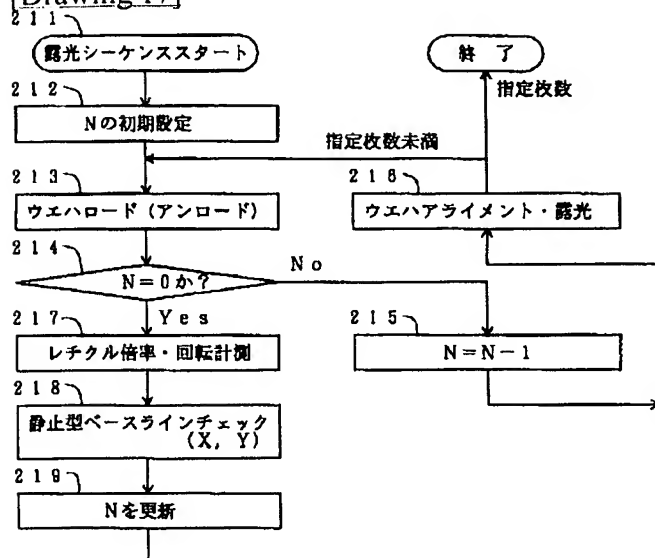 [Drawing 17]
211
露光シーケンススタート
212
Nの初期設定
213
ウエハロード(アンロード)
214
N=0か?
No
Yes
217
レチクル倍率・回転計測
218
静止型ベースラインチェック
(X, Y)
219
Nを更新
終 了
指定枚数
指定枚数未満
216
ウエハアライメント・露光
215
N=N-1